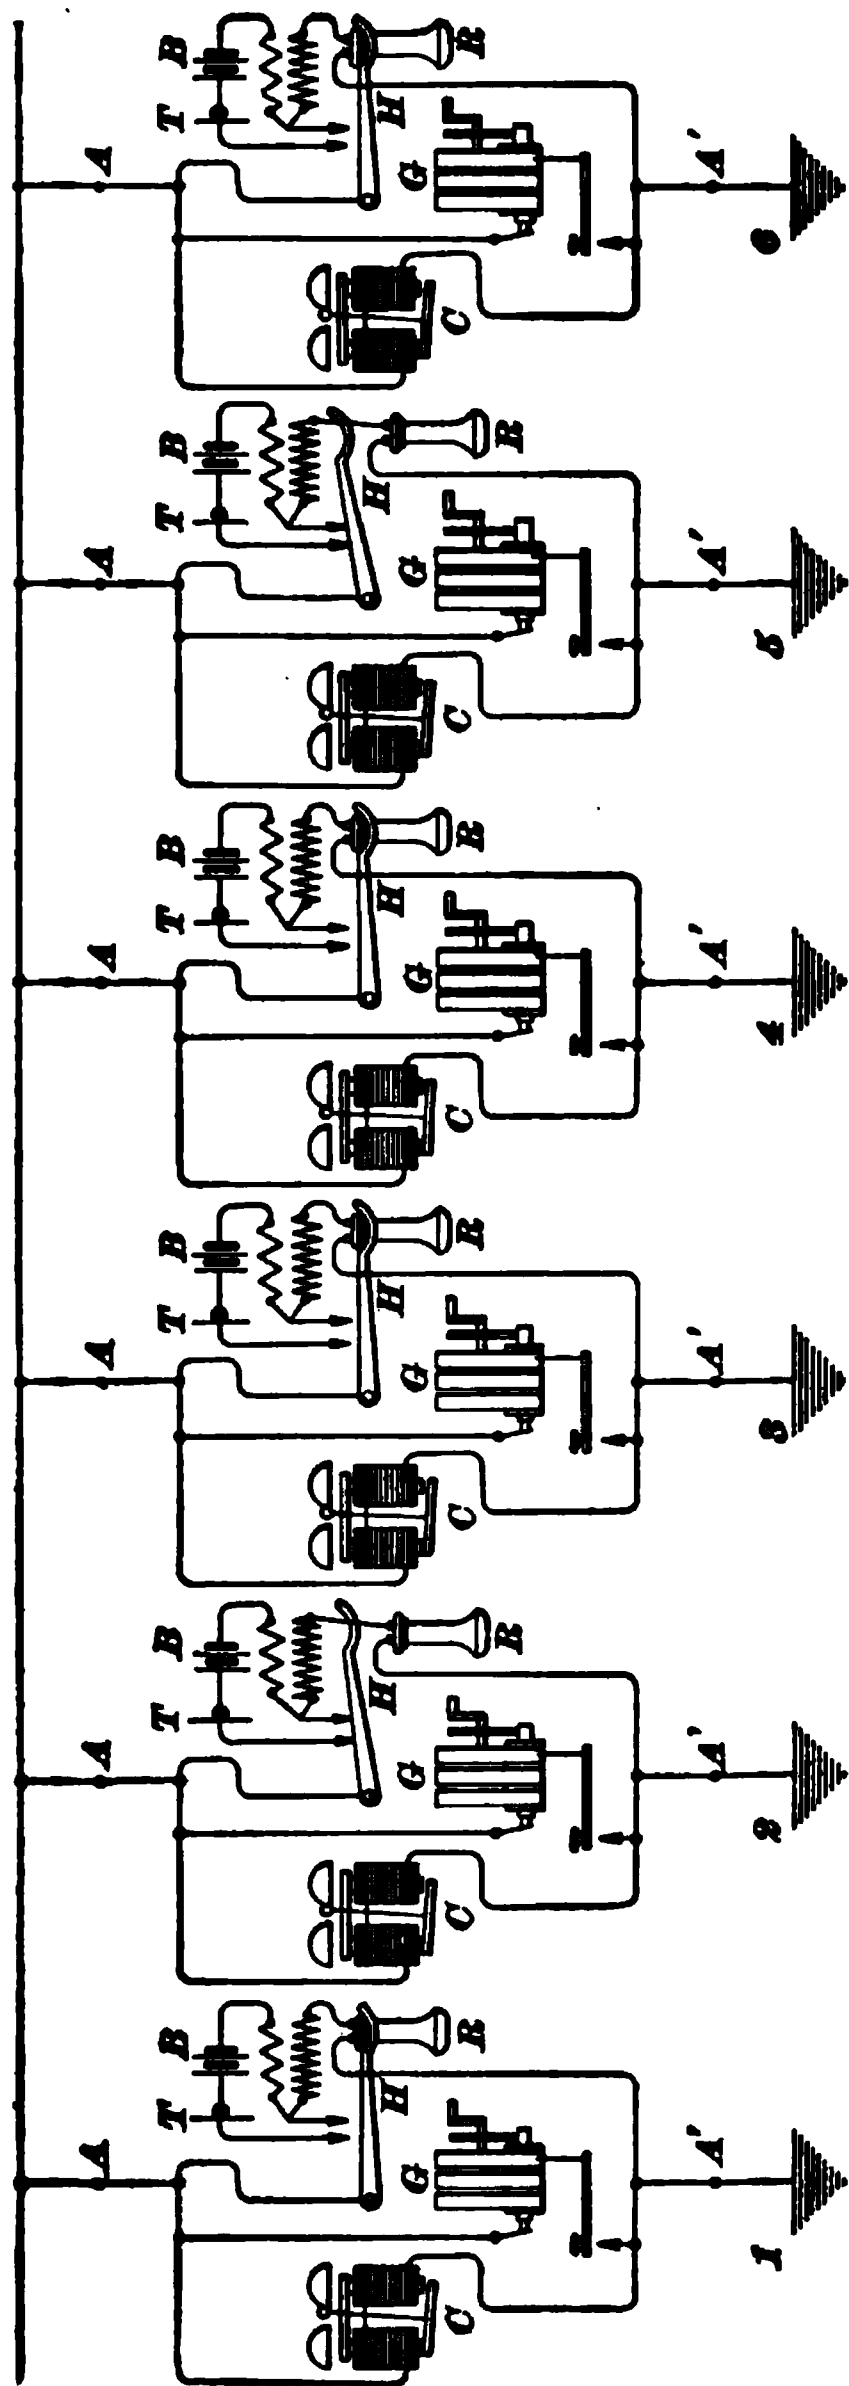 A A A A A A
T B T B T B T B T B T B
H H H H H H
G G G G G G
C R C R C R C R C R C R
A' A' A' A' A' A'
1 2 3 4 5 6